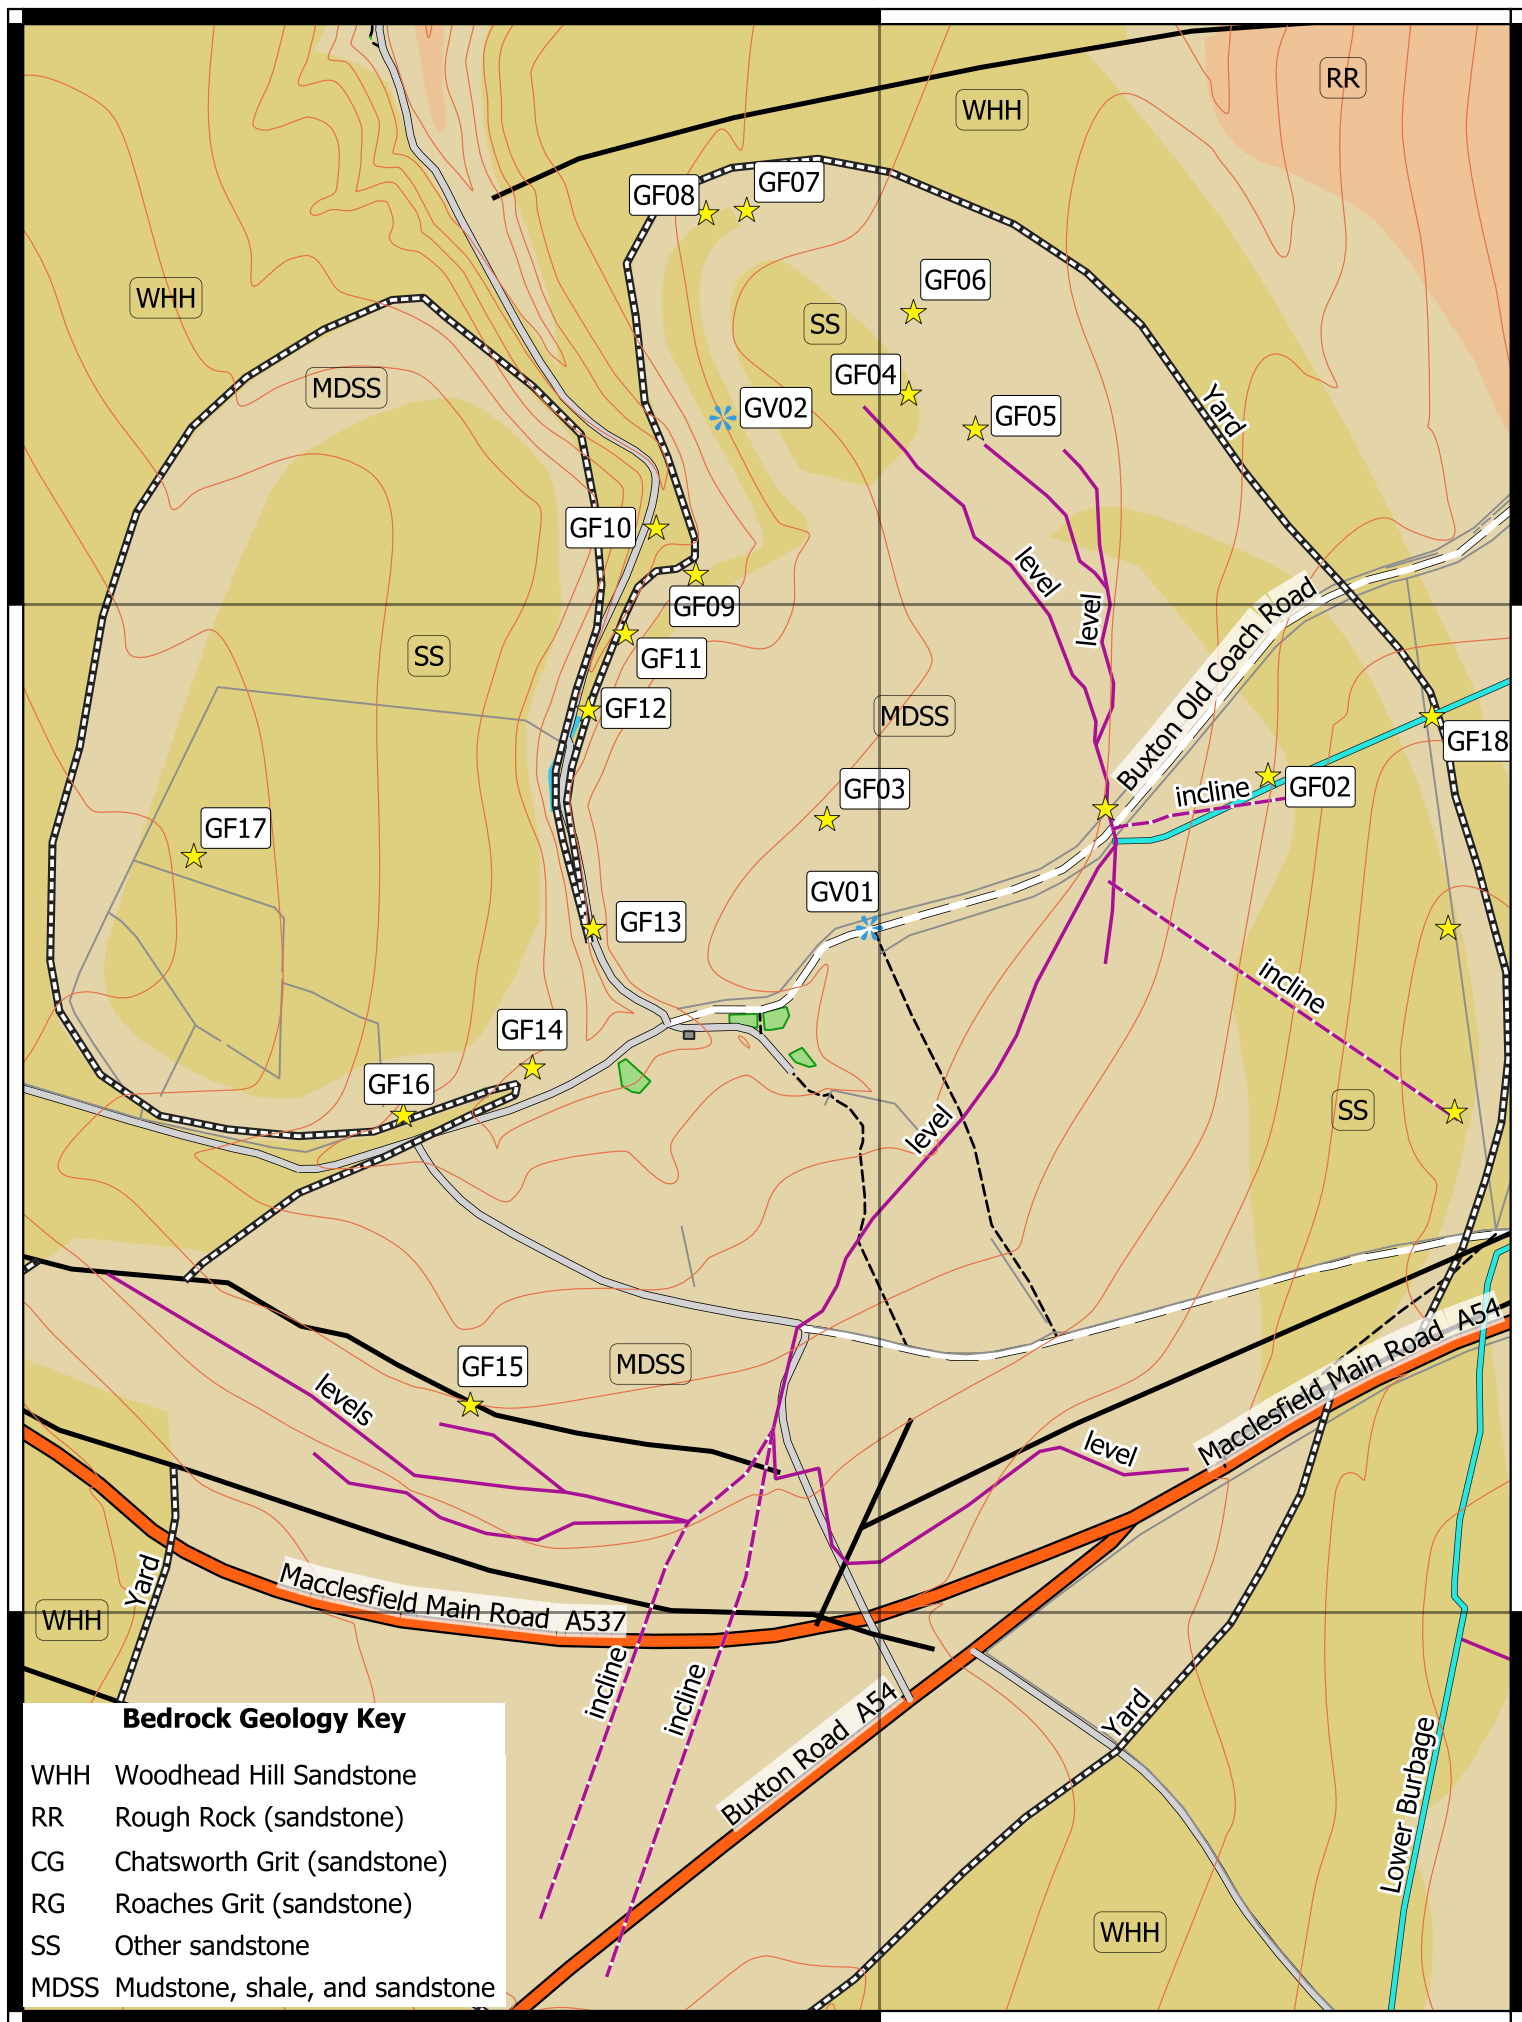 RR
WHH
GF07
GF08
GF06
WHH
SS
GF04
MDSS
GV02
GF05
Yard
GF10
level
level
GF09
Buxton Old Coach Road
SS
GF11
GF12
MDSS
GF18
GF03
incline
GF02
GF17
GV01
GF13
incline
GF14
GF16
SS
level
GF15
MDSS
Macclesfield Main Road A54
levels
level
Yard
Macclesfield Main Road A537
WHH
incline
incline
Buxton Road A54
Yard
Lower Burbage
WHH
Bedrock Geology Key
WHH Woodhead Hill Sandstone
RR Rough Rock (sandstone)
CG Chatsworth Grit (sandstone)
RG Roaches Grit (sandstone)
SS Other sandstone
MDSS Mudstone, shale, and sandstone